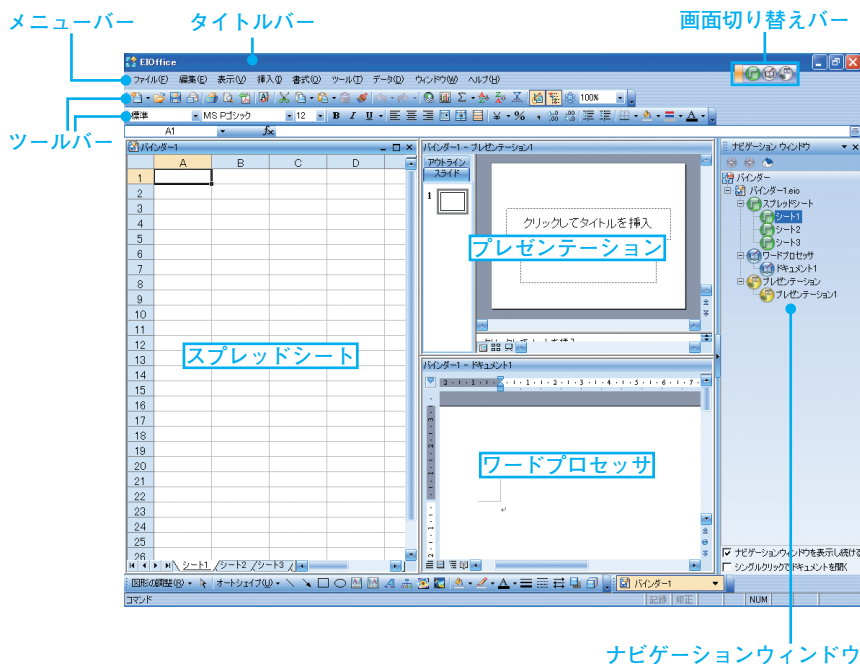 メニューバー
タイトルバー
画面切り替えバー
EIOffice
ファイル(F) 編集(E) 表示(V) 挿入(I) 書式(O) ツール(T) データ(D) ウィンドウ(W) ヘルプ(H)
100%
ツールバー
標準 MS Pゴシック 12 B I U
A1 fx
バインダー1
バインダー1 - プレゼンテーション1
ナビゲーション ウィンドウ
A B C D
アウトライン
スライド
1
クリックしてタイトルを挿入
プレゼンテーション
バインダー
バインダー1.eio
スプレッドシート
シート1
シート2
シート3
ワードプロセッサ
ドキュメント1
プレゼンテーション
プレゼンテーション1
1
2
3
4
5
6
7
8
9
10
11
12
13
14
15
16
17
18
19
20
21
22
23
24
25
26
スプレッドシート
バインダー1 - ドキュメント1
ワードプロセッサ
シート1 シート2 シート3
ナビゲーションウィンドウを表示し続ける
シングルクリックでドキュメントを開く
図形の調整(R) オートシェイプ(U) バインダー1
コマンド 記録 修正 NUM
ナビゲーションウィンドウ